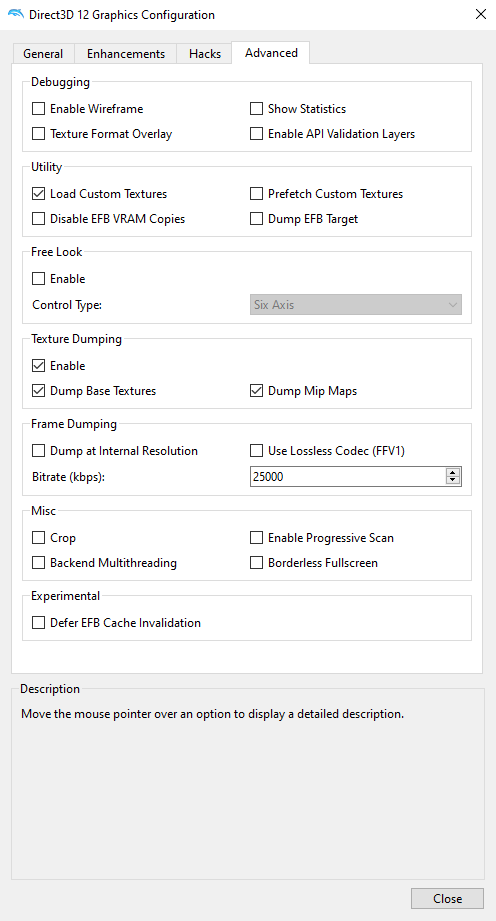 Direct3D 12 Graphics Configuration
General Enhancements Hacks Advanced
Debugging
Enable Wireframe Show Statistics
Texture Format Overlay Enable API Validation Layers
Utility
Load Custom Textures Prefetch Custom Textures
Disable EFB VRAM Copies Dump EFB Target
Free Look
Enable
Control Type: Six Axis
Texture Dumping
Enable
Dump Base Textures Dump Mip Maps
Frame Dumping
Dump at Internal Resolution Use Lossless Codec (FFV1)
Bitrate (kbps): 25000
Misc
Crop Enable Progressive Scan
Backend Multithreading Borderless Fullscreen
Experimental
Defer EFB Cache Invalidation
Description
Move the mouse pointer over an option to display a detailed description.
Close